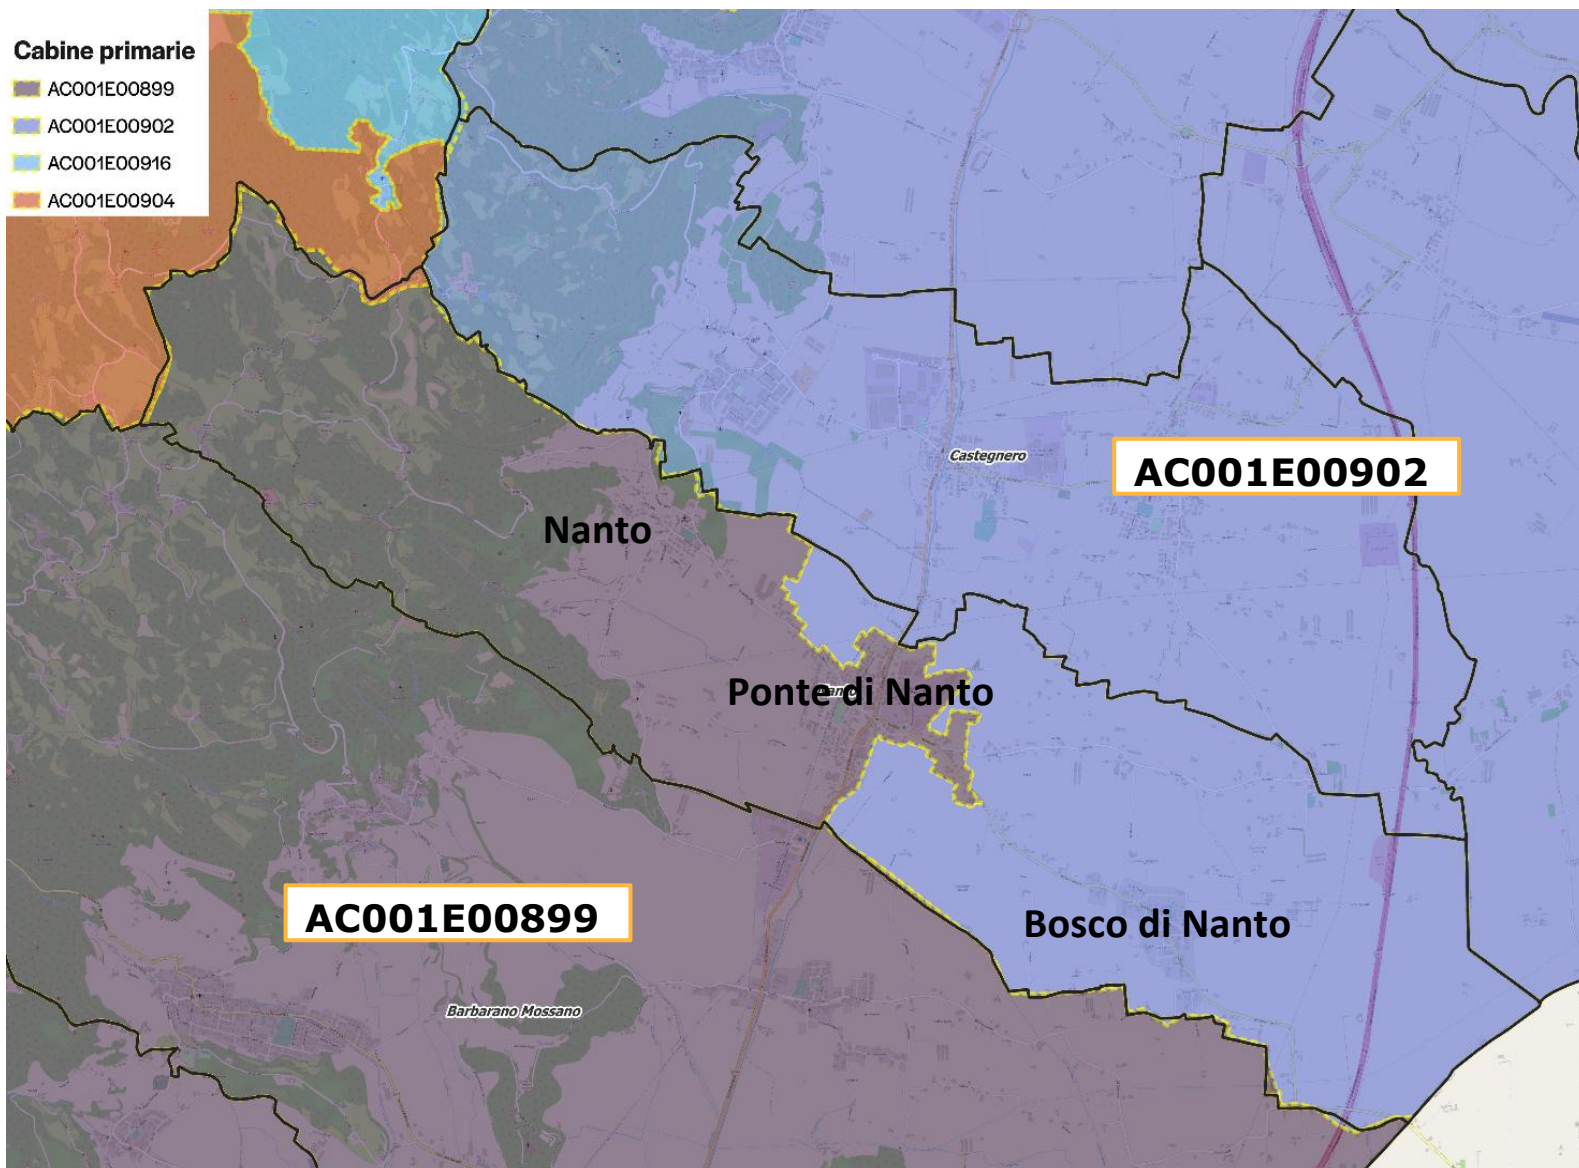 Cabine primarie
AC001E00899
AC001E00902
AC001E00916
AC001E00904
Castegnero
AC001E00902
Nanto
Ponte di Nanto
AC001E00899
Bosco di Nanto
Barbarano Mossano